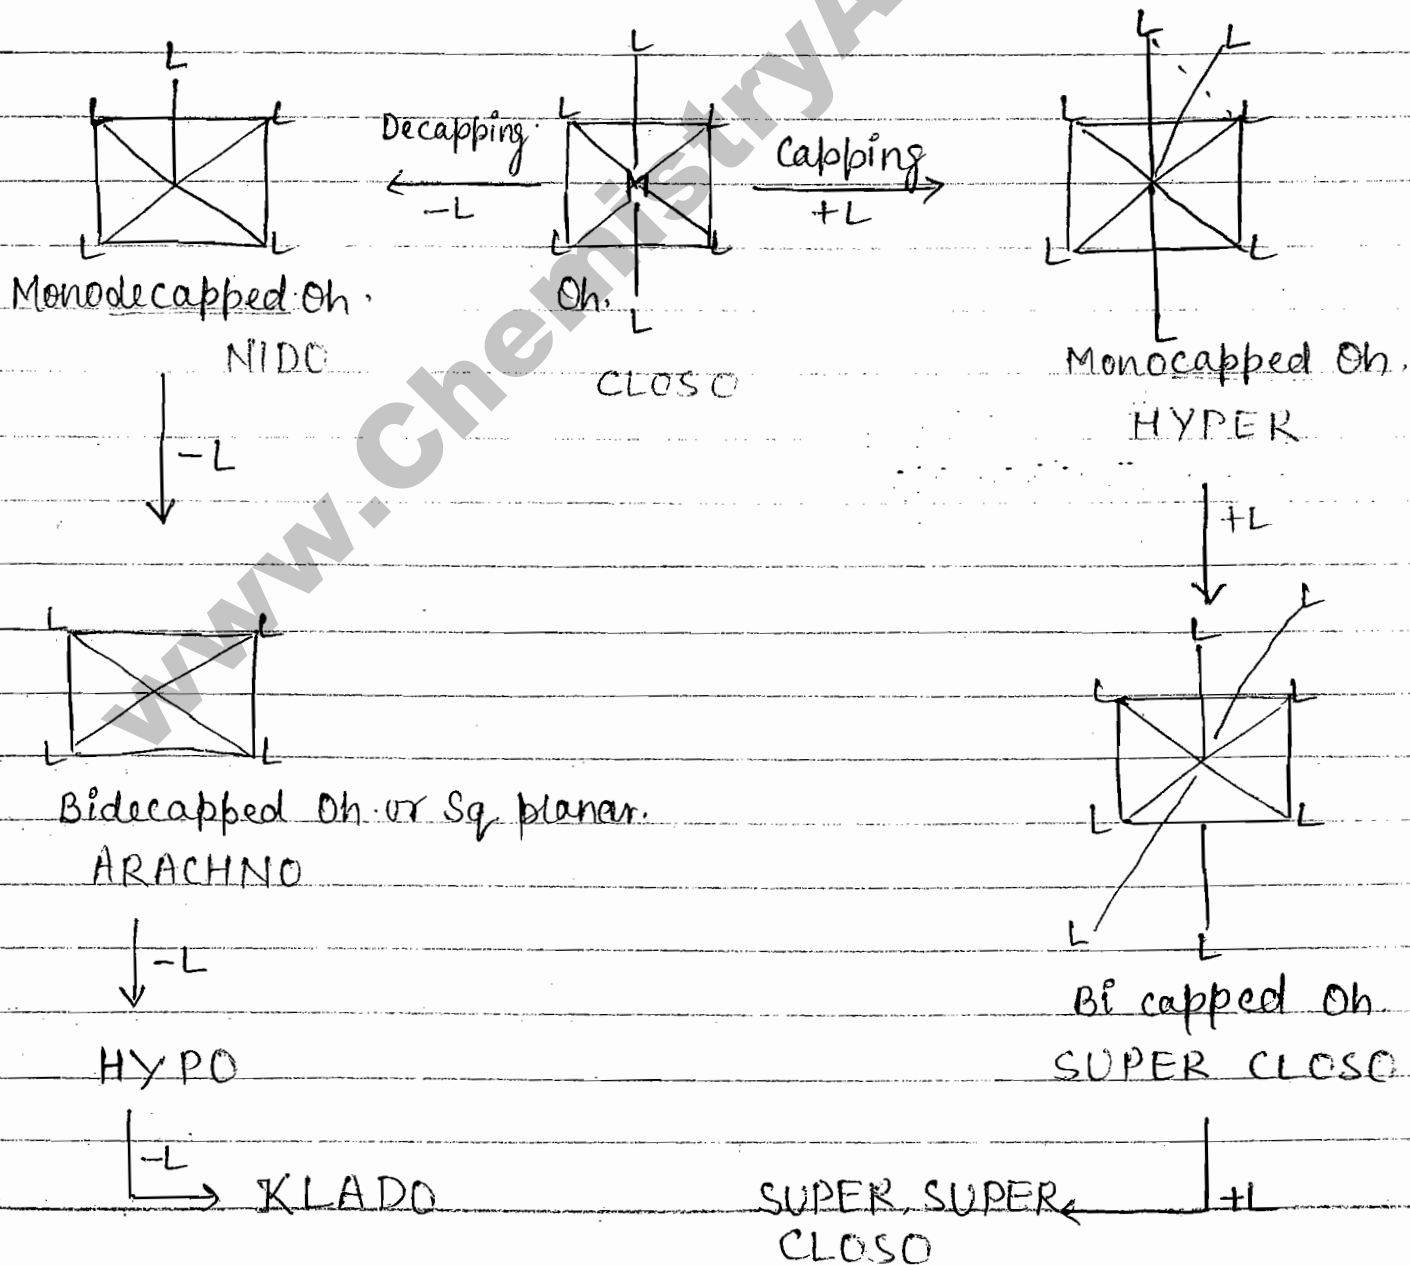 L L L L
L L L L L L
Decapping. Capping
M
-L +L
L L L L L L
Monodecapped Oh. Oh. L L
NIDO CLOSO Monocapped Oh.
HYPER
-L
+L
L
L L L
L L
L L L L
Bidecapped Oh. or Sq planar.
ARACHNO
L L
-L
Bi capped Oh.
HYPO SUPER CLOSO
-L
KLADO SUPER, SUPER +L
CLOSO
www.ChemistryA